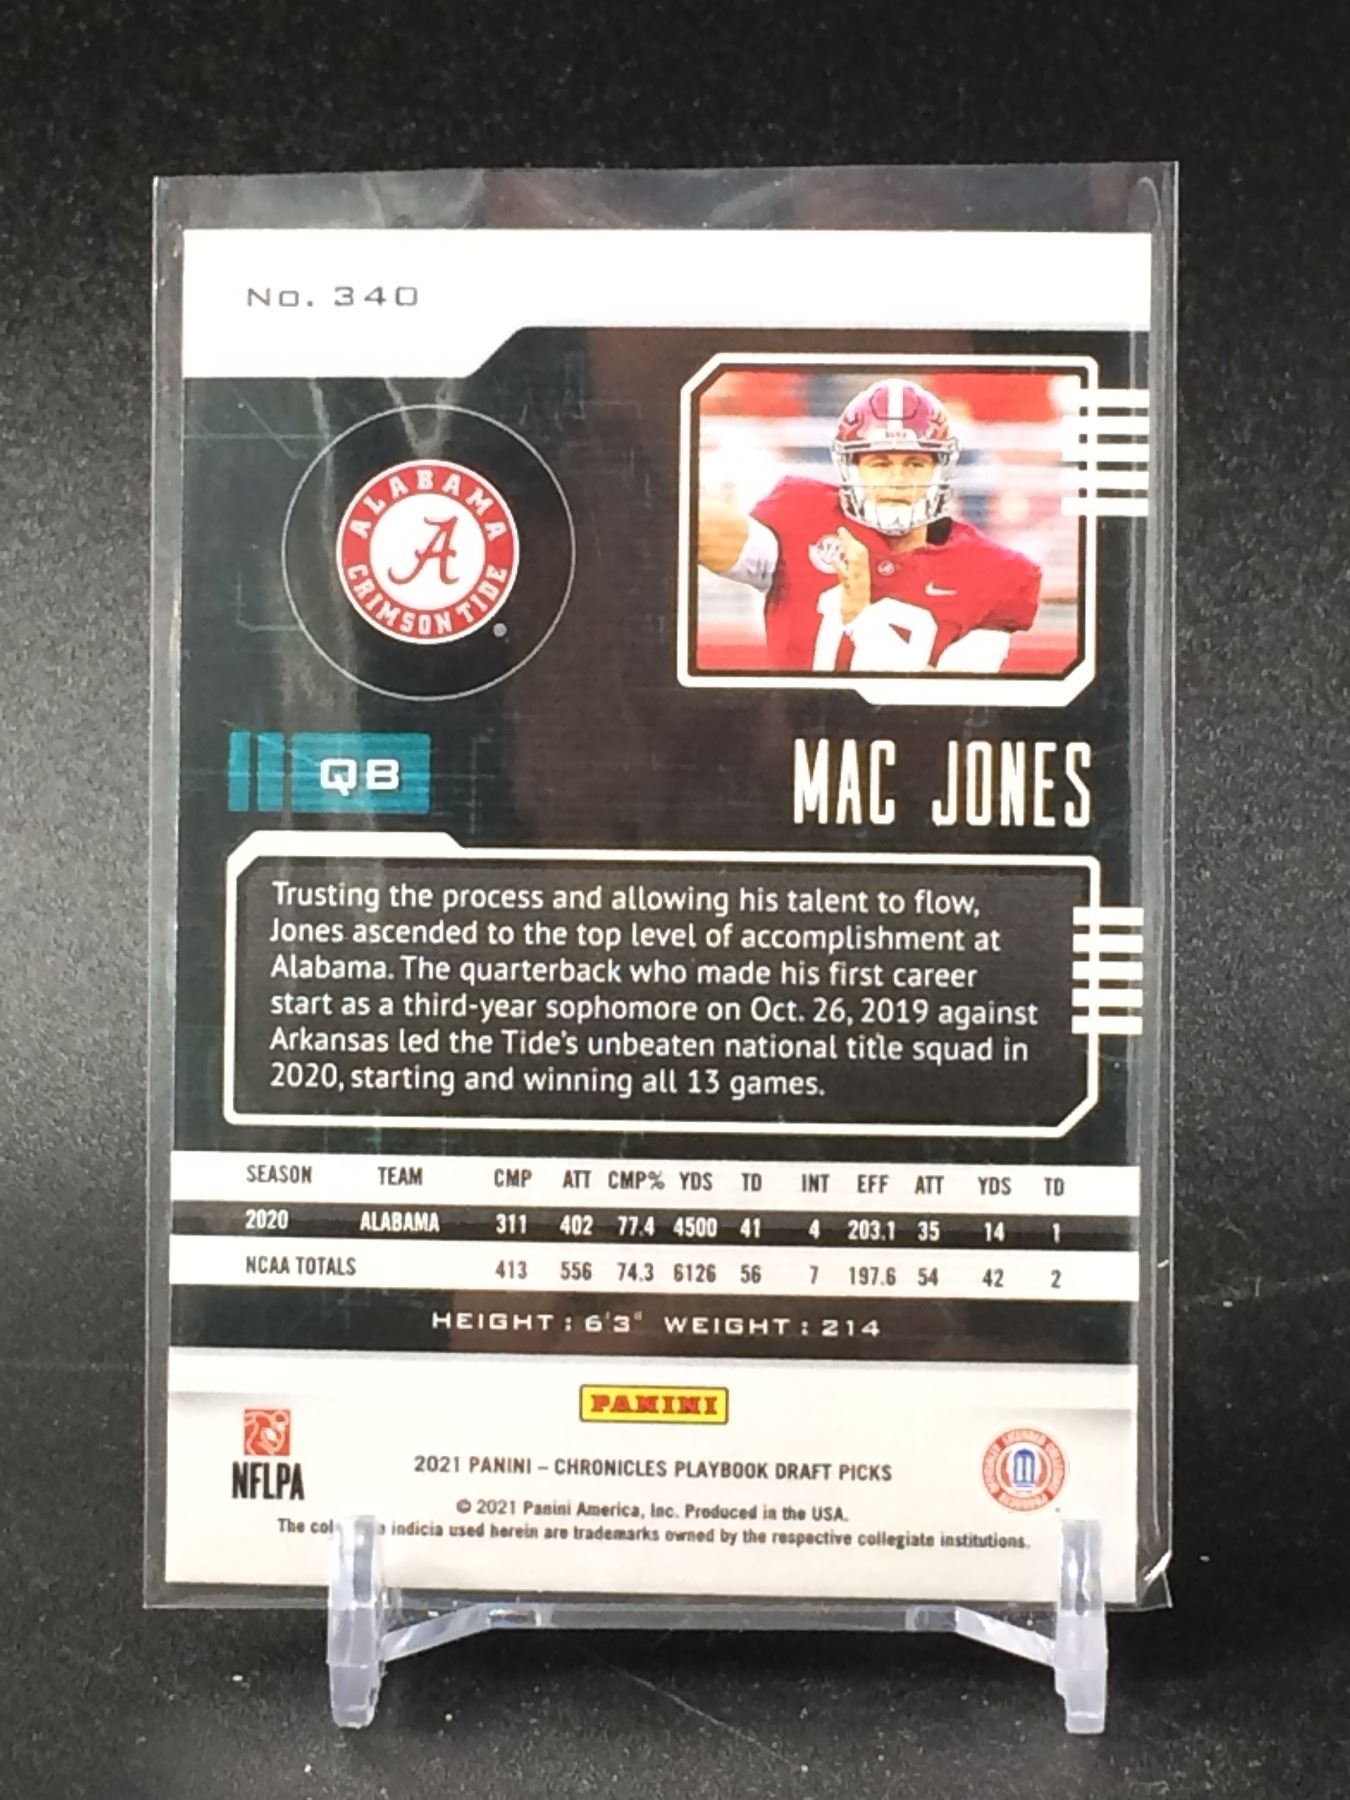 No. 340
ALABAMA
A
CRIMSON TIDE
QB
MAC JONES
Trusting the process and allowing his talent to flow,
Jones ascended to the top level of accomplishment at
Alabama. The quarterback who made his first career
start as a third-year sophomore on Oct. 26, 2019 against
Arkansas led the Tide's unbeaten national title squad in
2020, starting and winning all 13 games.
SEASON TEAM CMP ATT CMP% YDS TD INT EFF ATT YDS TD
2020 ALABAMA 311 402 77.4 4500 41 4 203.1 35 14 1
NCAA TOTALS 413 556 74.3 6126 56 7 197.6 54 42 2
HEIGHT : 6'3" WEIGHT : 214
PANINI
NFLPA
2021 PANINI – CHRONICLES PLAYBOOK DRAFT PICKS
© 2021 Panini America, Inc. Produced in the USA.
The indicia used herein are trademarks owned by the respective collegiate institutions.